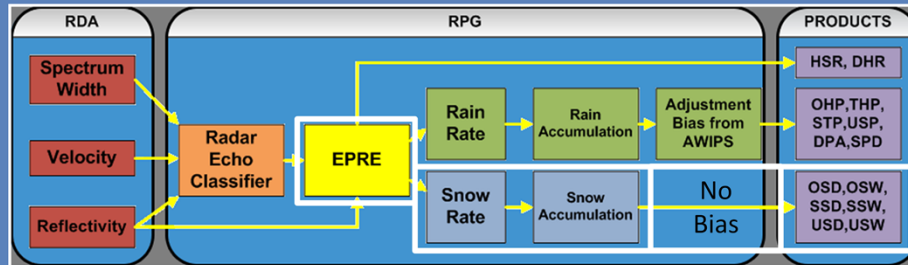 RDA
RPG
PRODUCTS
Spectrum
Width
Velocity
Reflectivity
Radar
Echo
Classifier
EPRE
Rain
Rate
Rain
Accumulation
Adjustment
Bias from
AWIPS
Snow
Rate
Snow
Accumulation
No
Bias
HSR, DHR
OHP,THP,
STP,USP,
DPA,SPD
OSD,OSW,
SSD,SSW,
USD,USW